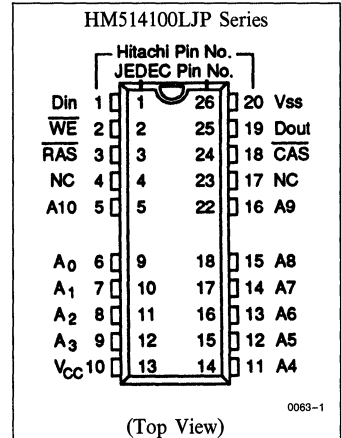 HM514100LJP Series
Hitachi Pin No.
JEDEC Pin No.
Din 1 1 26 20 Vss
WE 2 2 25 19 Dout
RAS 3 3 24 18 CAS
NC 4 4 23 17 NC
A10 5 5 22 16 A9
A0 6 9 18 15 A8
A1 7 10 17 14 A7
A2 8 11 16 13 A6
A3 9 12 15 12 A5
VCC 10 13 14 11 A4
0063-1
(Top View)